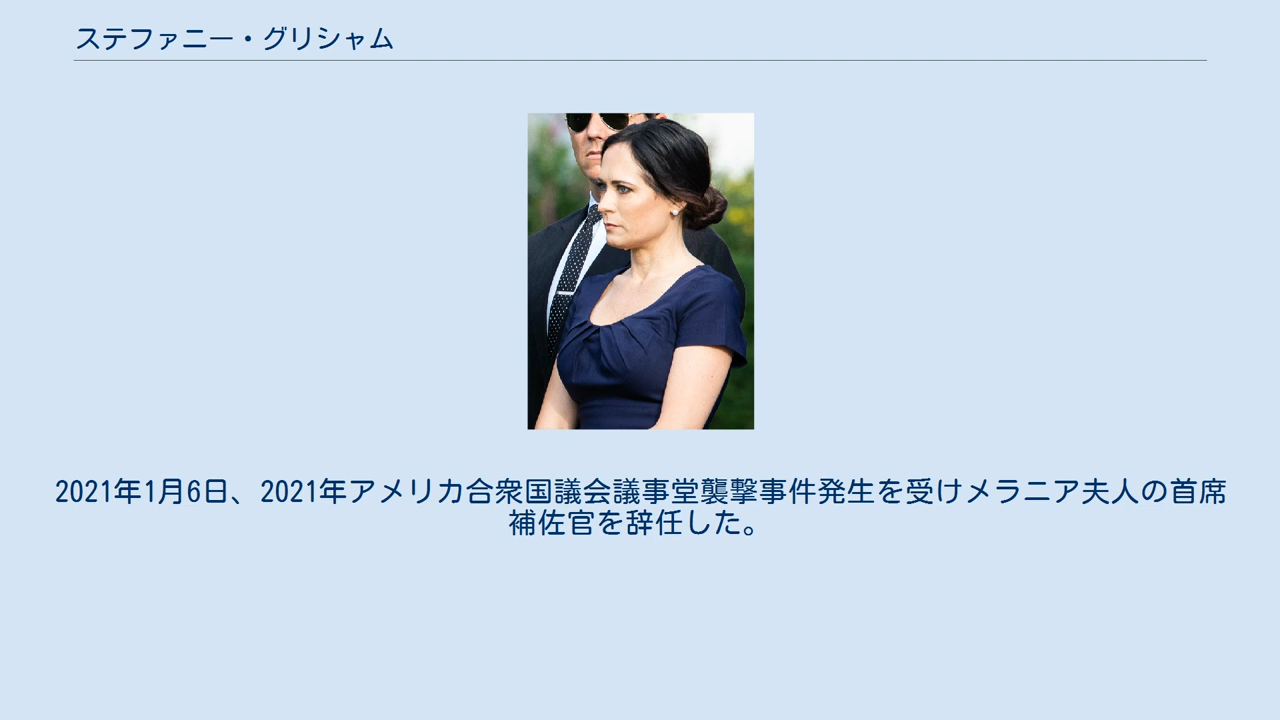 ステファニー・グリシャム
2021年1月6日、2021年アメリカ合衆国議会議事堂襲撃事件発生を受けメラニア夫人の首席
補佐官を辞任した。